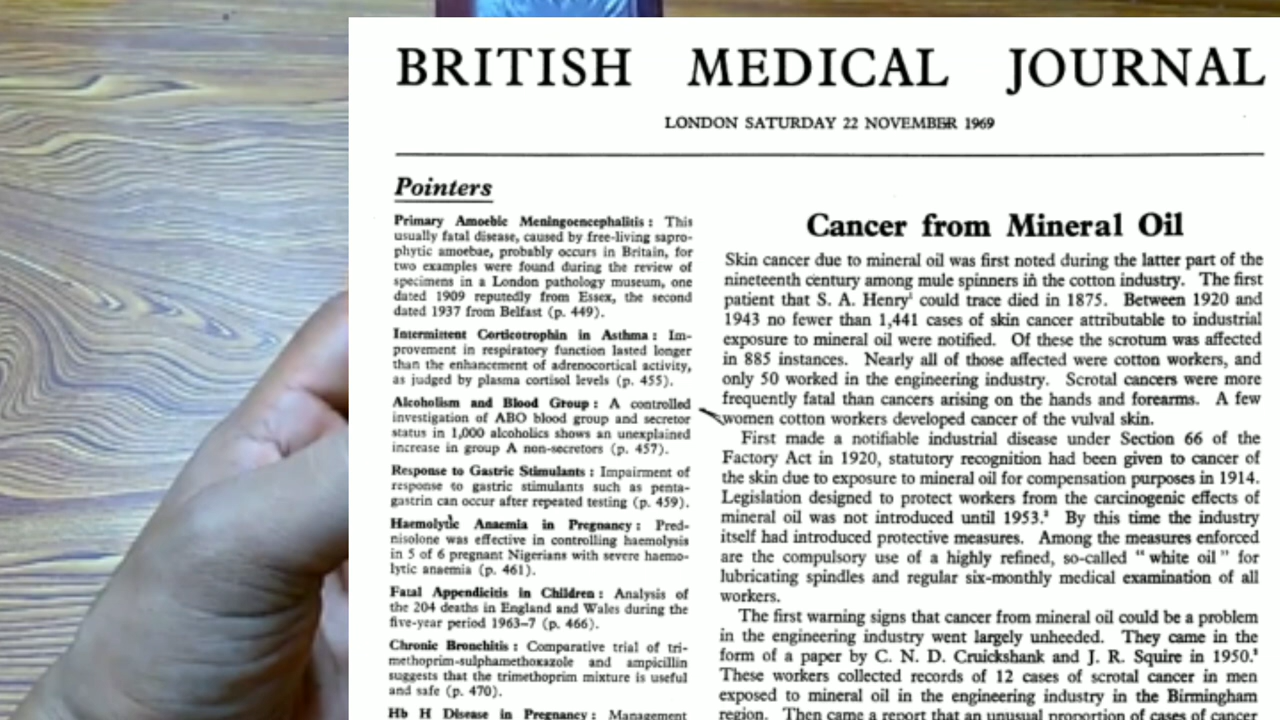 BRITISH MEDICAL JOURNAL
LONDON SATURDAY 22 NOVEMBER 1969
Pointers
Primary Amoebic Meningoencephalitis : This
usually fatal disease, caused by free-living sapro-
phytic amoebae, probably occurs in Britain, for
two examples were found during the review of
specimens in a London pathology museum, one
dated 1909 reputedly from Essex, the second
dated 1937 from Belfast (p. 449).
Intermittent Corticotrophin in Asthma : Im-
provement in respiratory function lasted longer
than the enhancement of adrenocortical activity,
as judged by plasma cortisol levels (p. 455).
Alcoholism and Blood Group : A controlled
investigation of ABO blood group and secretor
status in 1,000 alcoholics shows an unexplained
increase in group A non-secretors (p. 457).
Response to Gastric Stimulants : Impairment of
response to gastric stimulants such as penta-
gastrin can occur after repeated testing (p. 459).
Haemolytic Anaemia in Pregnancy : Pred-
nisolone was effective in controlling haemolysis
in 5 of 6 pregnant Nigerians with severe haemo-
lytic anaemia (p. 461).
Fatal Appendicitis in Children : Analysis of
the 204 deaths in England and Wales during the
five-year period 1963-7 (p. 466).
Chronic Bronchitis : Comparative trial of tri-
methoprim-sulphamethoxazole and ampicillin
suggests that the trimethoprim mixture is useful
and safe (p. 470).
Hb H Disease in Pregnancy : Management
Cancer from Mineral Oil
Skin cancer due to mineral oil was first noted during the latter part of the
nineteenth century among mule spinners in the cotton industry. The first
patient that S. A. Henry¹ could trace died in 1875. Between 1920 and
1943 no fewer than 1,441 cases of skin cancer attributable to industrial
exposure to mineral oil were notified. Of these the scrotum was affected
in 885 instances. Nearly all of those affected were cotton workers, and
only 50 worked in the engineering industry. Scrotal cancers were more
frequently fatal than cancers arising on the hands and forearms. A few
women cotton workers developed cancer of the vulval skin.
First made a notifiable industrial disease under Section 66 of the
Factory Act in 1920, statutory recognition had been given to cancer of
the skin due to exposure to mineral oil for compensation purposes in 1914.
Legislation designed to protect workers from the carcinogenic effects of
mineral oil was not introduced until 1953.² By this time the industry
itself had introduced protective measures. Among the measures enforced
are the compulsory use of a highly refined, so-called " white oil " for
lubricating spindles and regular six-monthly medical examination of all
workers.
The first warning signs that cancer from mineral oil could be a problem
in the engineering industry went largely unheeded. They came in the
form of a paper by C. N. D. Cruickshank and J. R. Squire in 1950.³
These workers collected records of 12 cases of scrotal cancer in men
exposed to mineral oil in the engineering industry in the Birmingham
region. Then came a report that an unusual proportion of cases of cancer